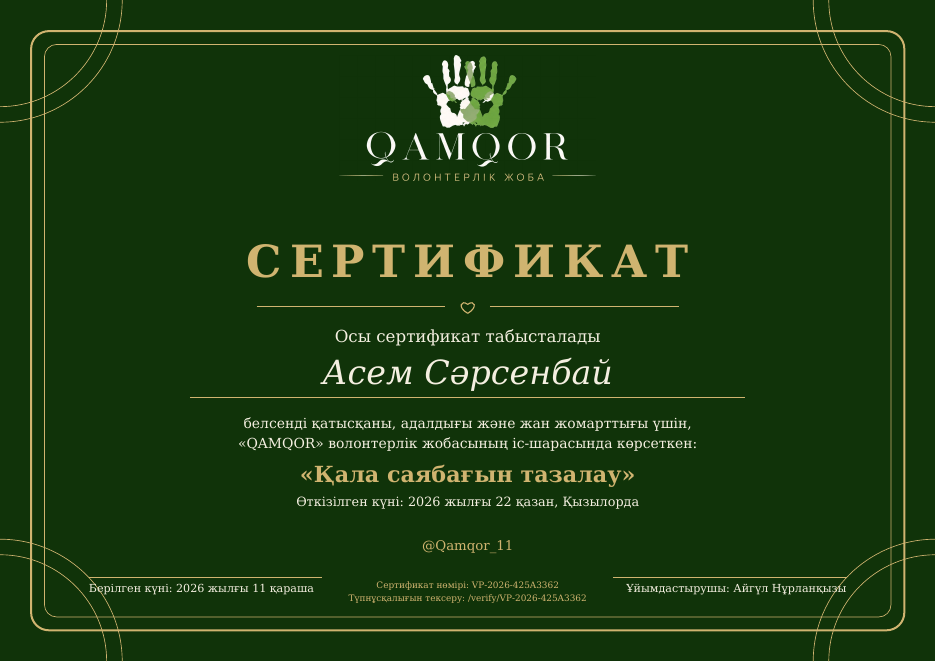 QAMQOR
ВОЛОНТЕРЛІК ЖОБА
СЕРТИФИКАТ
Осы сертификат табысталады
Асем Сәрсенбай
белсенді қатысқаны, адалдығы және жан жомарттығы үшін,
«QAMQOR» волонтерлік жобасының іс-шарасында көрсеткен:
«Қала саябағын тазалау»
Өткізілген күні: 2026 жылғы 22 қазан, Қызылорда
@Qamqor_11
Берілген күні: 2026 жылғы 11 қараша
Сертификат нөмірі: VP-2026-425A3362
Түпнұсқалығын тексеру: /verify/VP-2026-425A3362
Ұйымдастырушы: Айгүл Нұрланқызы